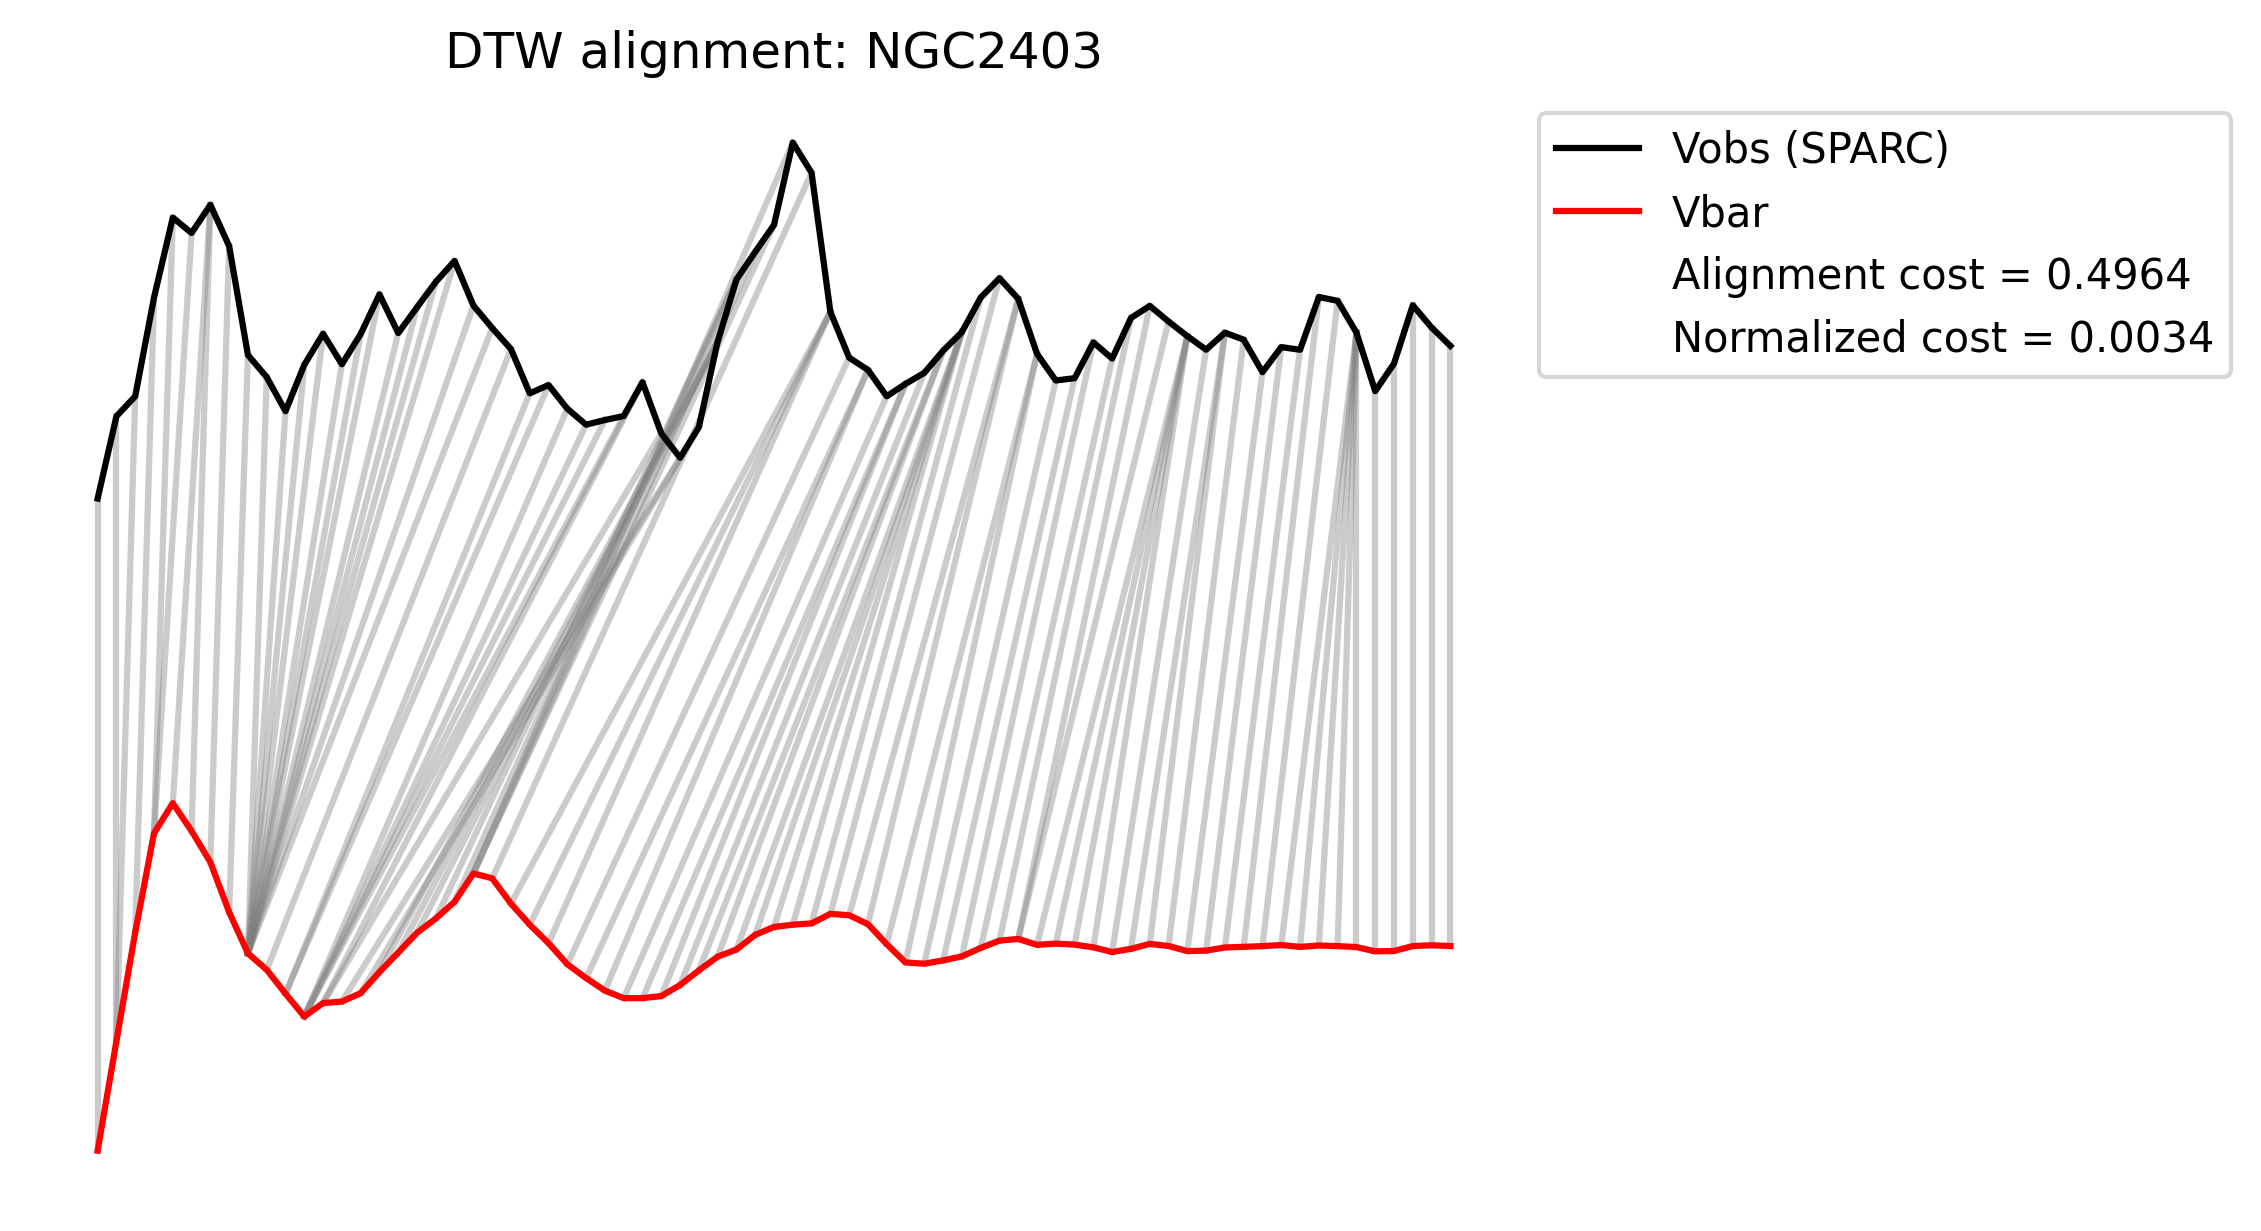 DTW alignment: NGC2403
Vobs (SPARC)
Vbar
Alignment cost = 0.4964
Normalized cost = 0.0034